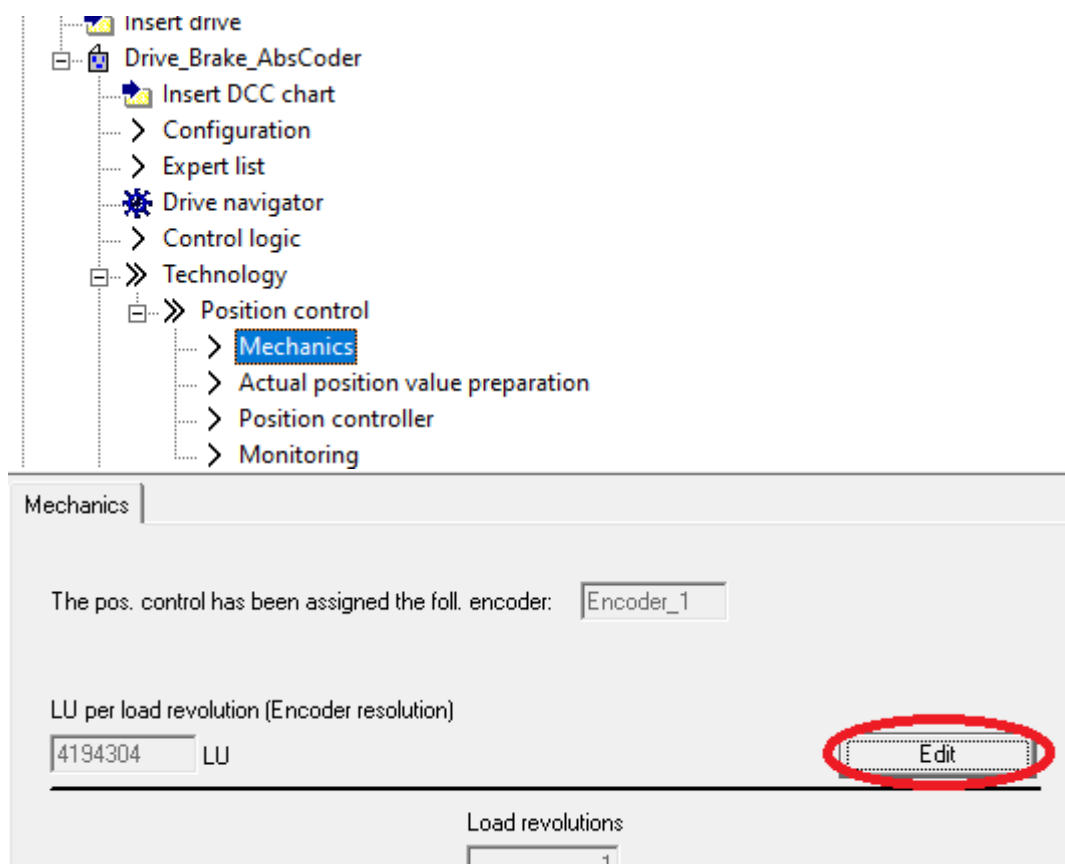 Insert drive
Drive_Brake_AbsCoder
Insert DCC chart
Configuration
Expert list
Drive navigator
Control logic
Technology
Position control
Mechanics
Actual position value preparation
Position controller
Monitoring
Mechanics
The pos. control has been assigned the foll. encoder: Encoder_1
LU per load revolution (Encoder resolution)
4194304 LU Edit
Load revolutions
1